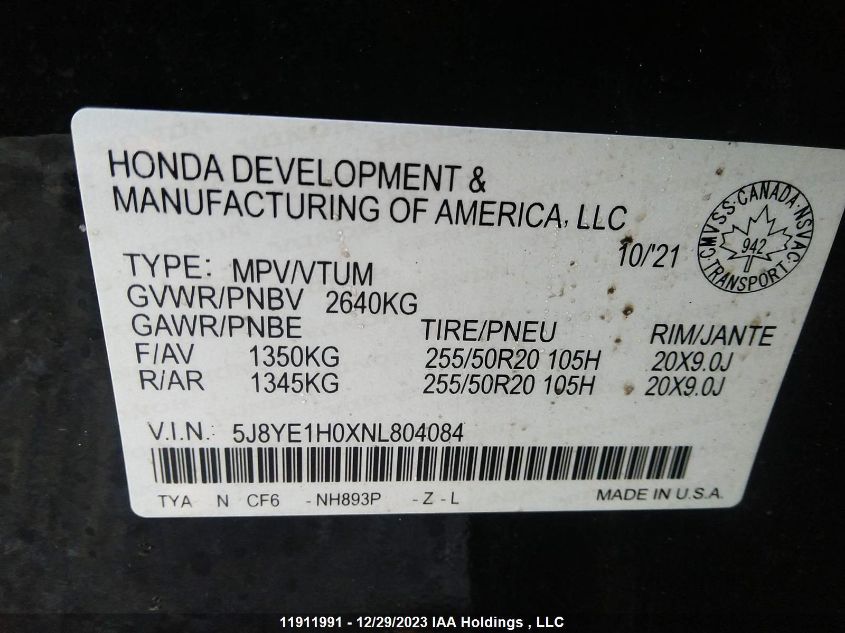 HONDA DEVELOPMENT &
MANUFACTURING OF AMERICA, LLC
10/'21
CMVSS·CANADA·NSVAC·
942
TRANSPORT
TYPE: MPV/VTUM
GVWR/PNBV 2640KG
GAWR/PNBE TIRE/PNEU RIM/JANTE
F/AV 1350KG 255/50R20 105H 20X9.0J
R/AR 1345KG 255/50R20 105H 20X9.0J
V.I.N.: 5J8YE1H0XNL804084
TYA N CF6 -NH893P -Z-L MADE IN U.S.A.
11911991 - 12/29/2023 IAA Holdings , LLC